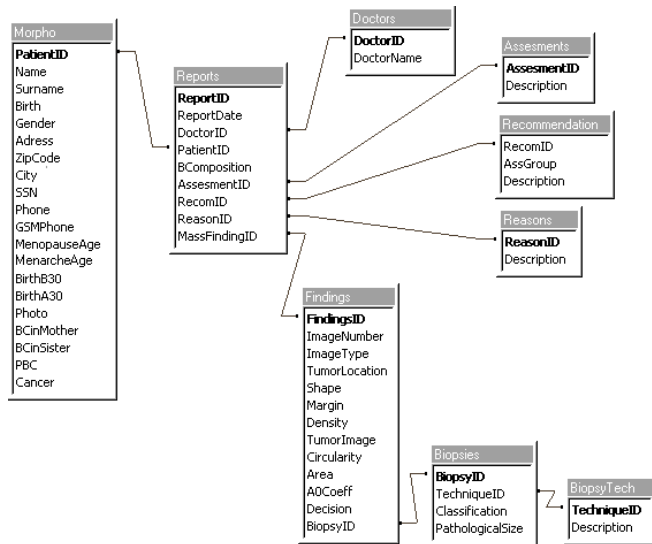 Morpho
PatientID
Name
Surname
Birth
Gender
Adress
ZipCode
City
SSN
Phone
GSMPhone
MenopauseAge
MenarcheAge
BirthB30
BirthA30
Photo
BCinMother
BCinSister
PBC
Cancer
Reports
ReportID
ReportDate
DoctorID
PatientID
BComposition
AssesmentID
RecomID
ReasonID
MassFindingID
Doctors
DoctorID
DoctorName
Assesments
AssesmentID
Description
Recommendation
RecomID
AssGroup
Description
Reasons
ReasonID
Description
Findings
FindingsID
ImageNumber
ImageType
TumorLocation
Shape
Margin
Density
TumorImage
Circularity
Area
A0Coeff
Decision
BiopsyID
Biopsies
BiopsyID
TechniqueID
Classification
PathologicalSize
BiopsyTech
TechniqueID
Description